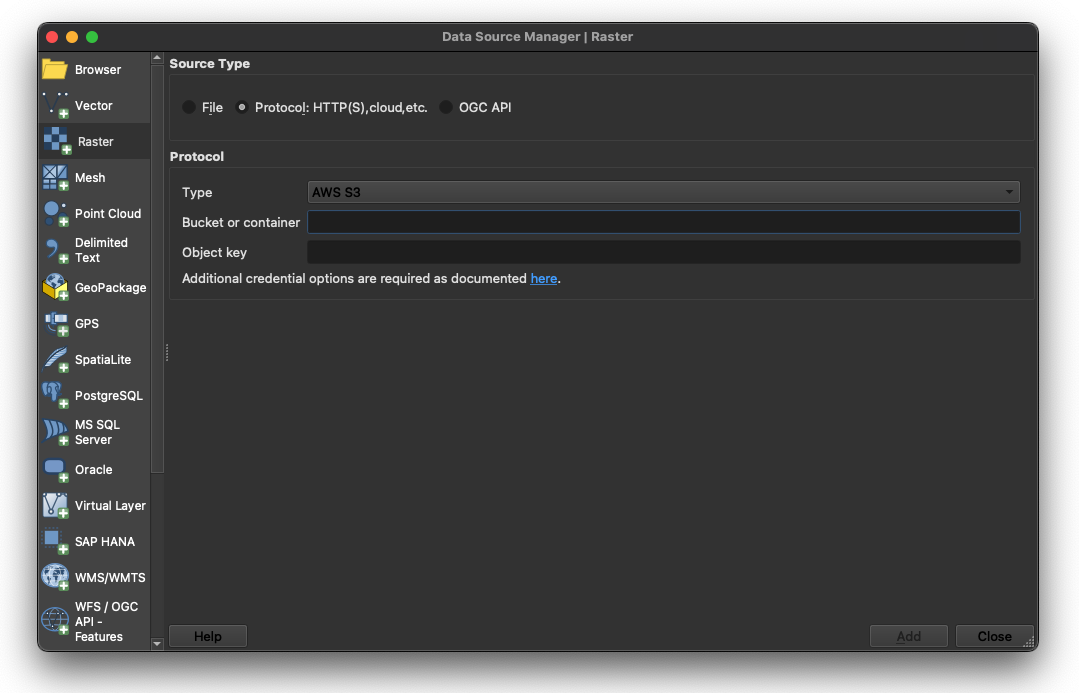 Data Source Manager | Raster
Browser
Vector
Raster
Mesh
Point Cloud
Delimited
Text
GeoPackage
GPS
SpatiaLite
PostgreSQL
MS SQL
Server
Oracle
Virtual Layer
SAP HANA
WMS/WMTS
WFS / OGC
API -
Features
Source Type
File Protocol: HTTP(S),cloud,etc. OGC API
Protocol
Type AWS S3
Bucket or container
Object key
Additional credential options are required as documented here.
Help Add Close